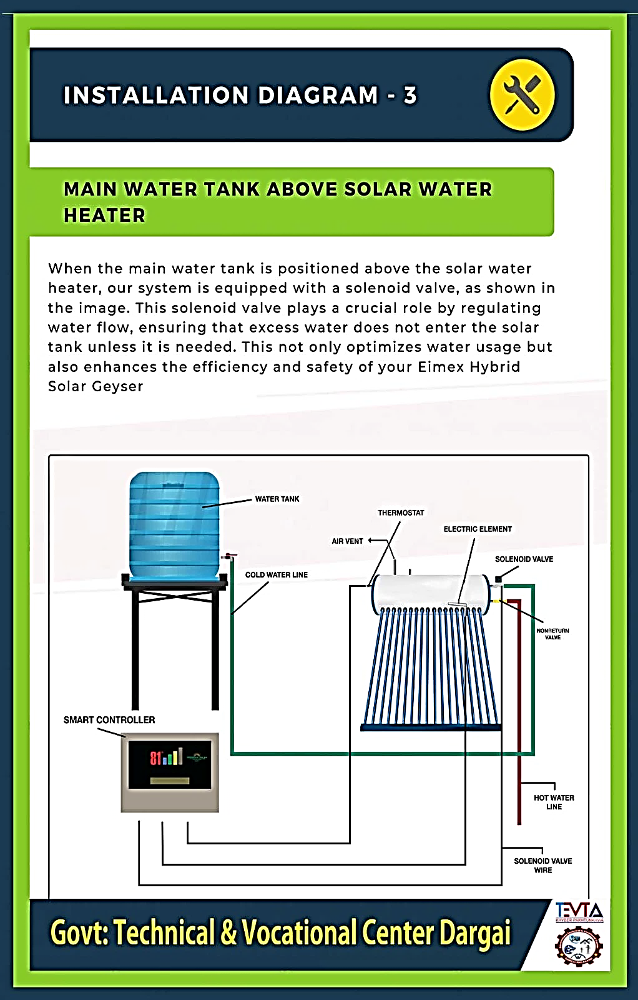 INSTALLATION DIAGRAM - 3
MAIN WATER TANK ABOVE SOLAR WATER
HEATER
When the main water tank is positioned above the solar water
heater, our system is equipped with a solenoid valve, as shown in
the image. This solenoid valve plays a crucial role by regulating
water flow, ensuring that excess water does not enter the solar
tank unless it is needed. This not only optimizes water usage but
also enhances the efficiency and safety of your Eimex Hybrid
Solar Geyser
WATER TANK
THERMOSTAT
ELECTRIC ELEMENT
AIR VENT
SOLENOID VALVE
COLD WATER LINE
NONRETURN
VALVE
SMART CONTROLLER
81°
HOT WATER
LINE
SOLENOID VALVE
WIRE
Govt: Technical & Vocational Center Dargai
TEVTA
KHYBER PAKHTUNKHWA